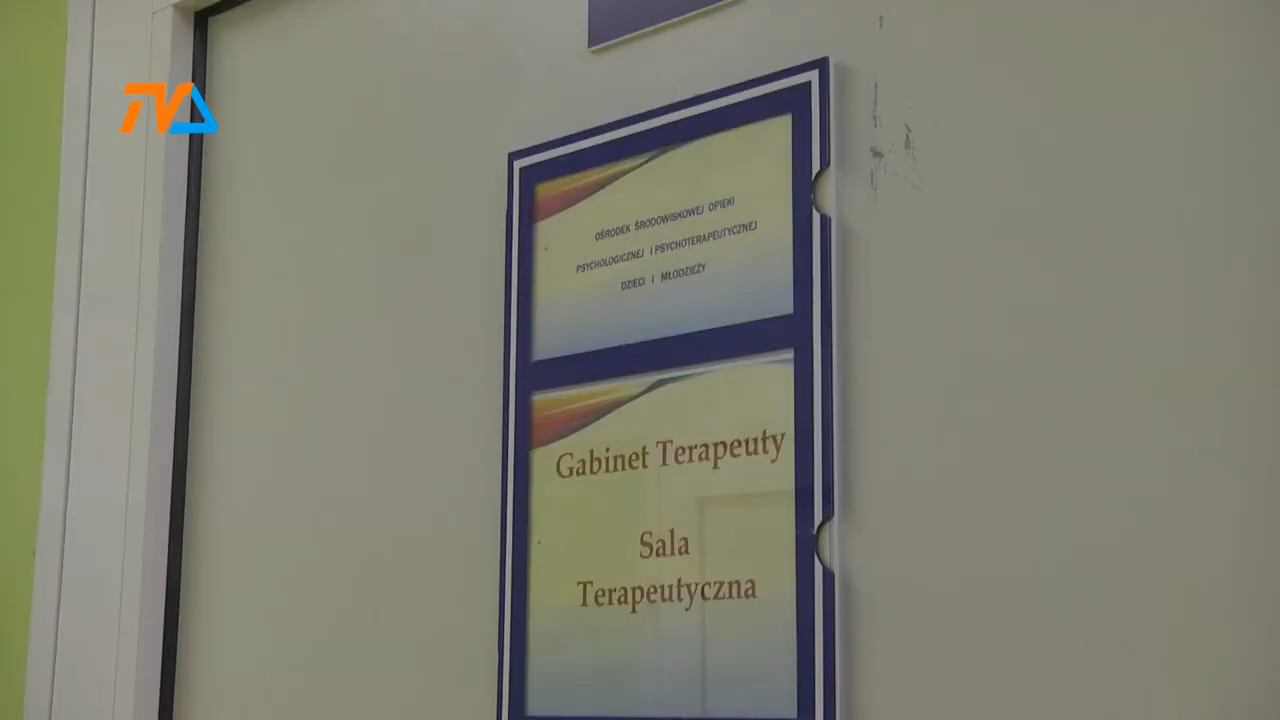 TVA
OŚRODEK ŚRODOWISKOWEJ OPIEKI
PSYCHOLOGICZNEJ I PSYCHOTERAPEUTYCZNEJ
DZIECI I MŁODZIEŻY
Gabinet Terapeuty
Sala
Terapeutyczna